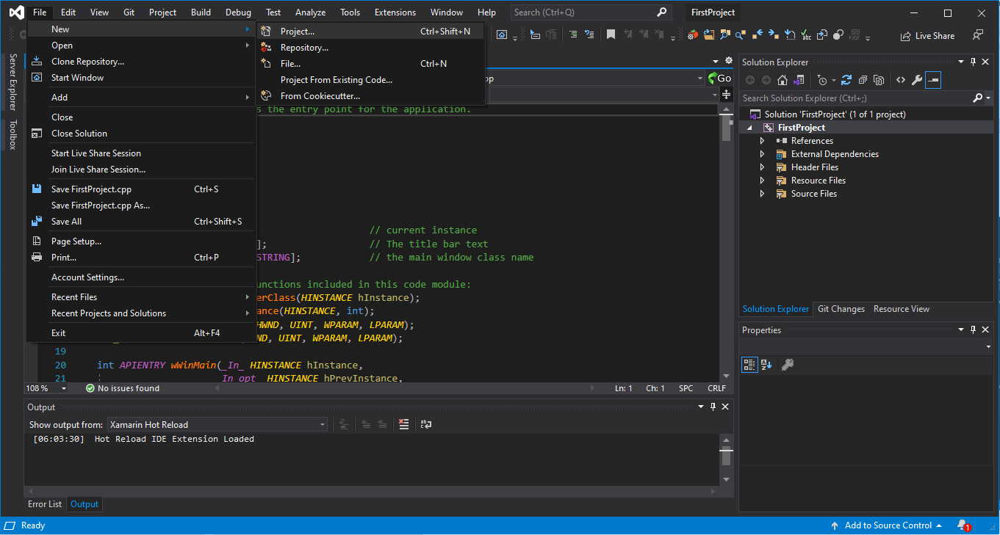 File Edit View Git Project Build Debug Test Analyze Tools Extensions Window Help Search (Ctrl+Q) FirstProject
Live Share
Server Explorer
Toolbox
New
Open
Clone Repository...
Start Window
Add
Close
Close Solution
Start Live Share Session
Join Live Share Session...
Save FirstProject.cpp Ctrl+S
Save FirstProject.cpp As...
Save All Ctrl+Shift+S
Page Setup...
Print... Ctrl+P
Account Settings...
Recent Files
Recent Projects and Solutions
Exit Alt+F4
Project... Ctrl+Shift+N
Repository...
File... Ctrl+N
Project From Existing Code...
From Cookiecutter...
Go
s the entry point for the application.
// current instance
]; // The title bar text
STRING]; // the main window class name
unctions included in this code module:
erClass(HINSTANCE hInstance);
ance(HINSTANCE, int);
HWND, UINT, WPARAM, LPARAM);
ND, UINT, WPARAM, LPARAM);
19
20 int APIENTRY wWinMain(_In_ HINSTANCE hInstance,
21 _In_opt_ HINSTANCE hPrevInstance,
108 % No issues found Ln: 1 Ch: 1 SPC CRLF
Output
Show output from: Xamarin Hot Reload
[06:03:30] Hot Reload IDE Extension Loaded
Error List Output
Solution Explorer
Search Solution Explorer (Ctrl+;)
Solution 'FirstProject' (1 of 1 project)
FirstProject
References
External Dependencies
Header Files
Resource Files
Source Files
Solution Explorer Git Changes Resource View
Properties
Ready Add to Source Control 1